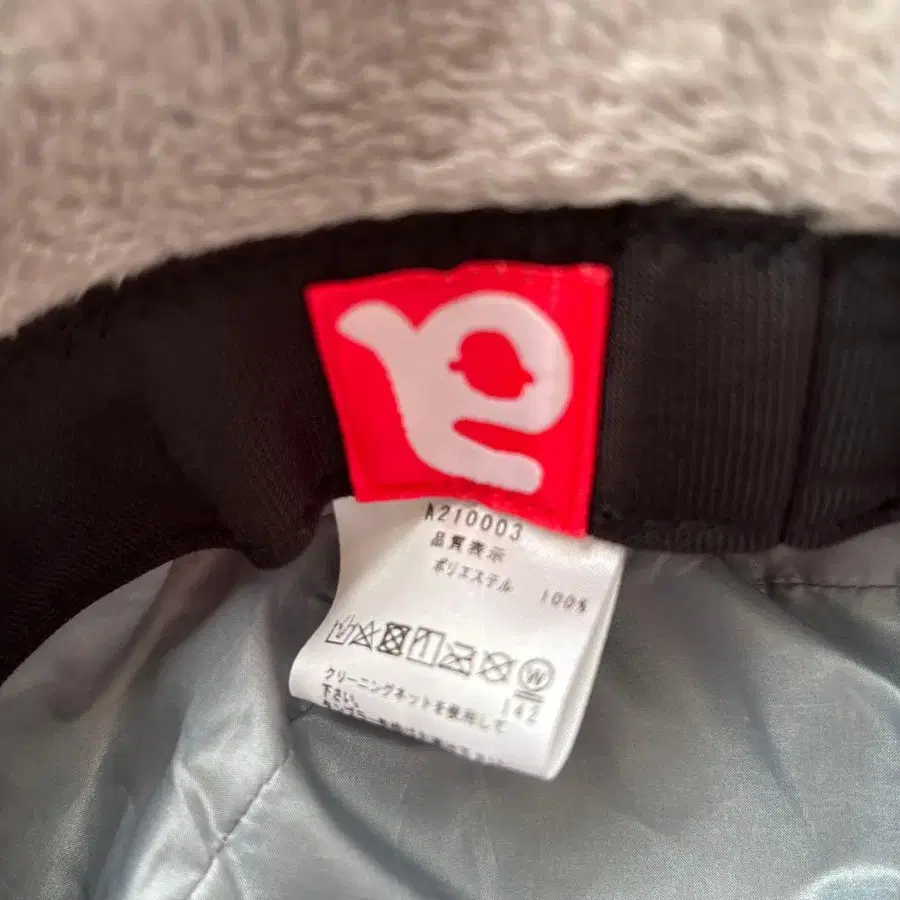 A210003
品質表示
ポリエステル 100%
W
142
クリーニングネットを使用して
下さい。